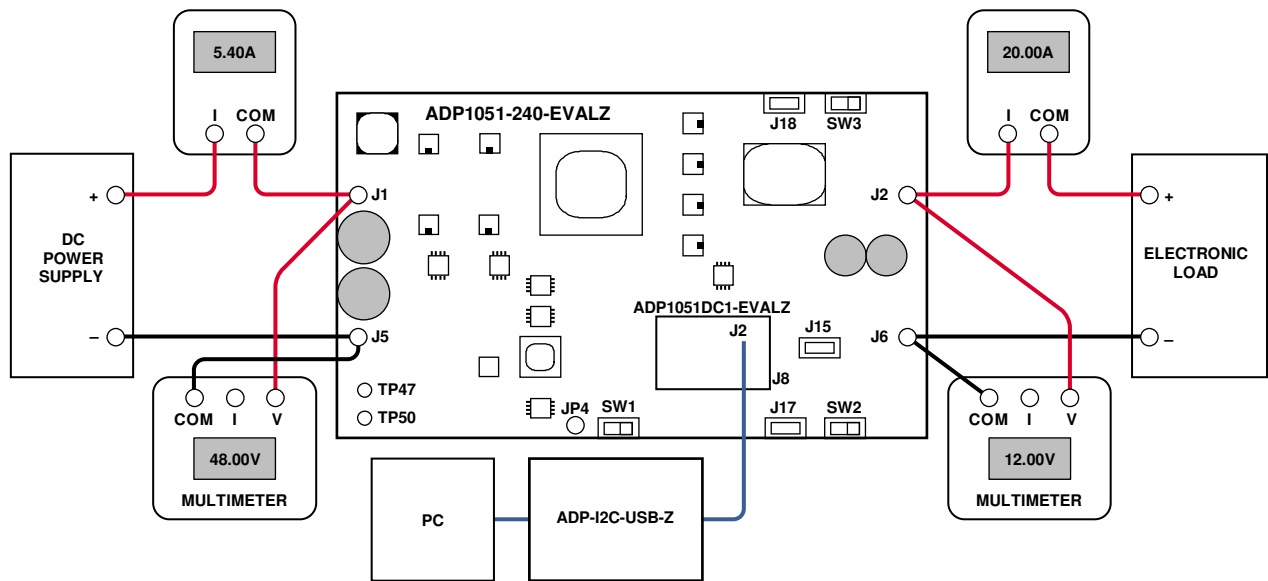 5.40A
I COM
20.00A
I COM
ADP1051-240-EVALZ
J18 SW3
+
J1
J2
+
DC
POWER
SUPPLY
ELECTRONIC
LOAD
ADP1051DC1-EVALZ
J2
J15
–
J5
J6
–
J8
TP47
TP50
JP4
SW1
J17
SW2
COM I V
48.00V
MULTIMETER
COM I V
12.00V
MULTIMETER
PC
ADP-I2C-USB-Z